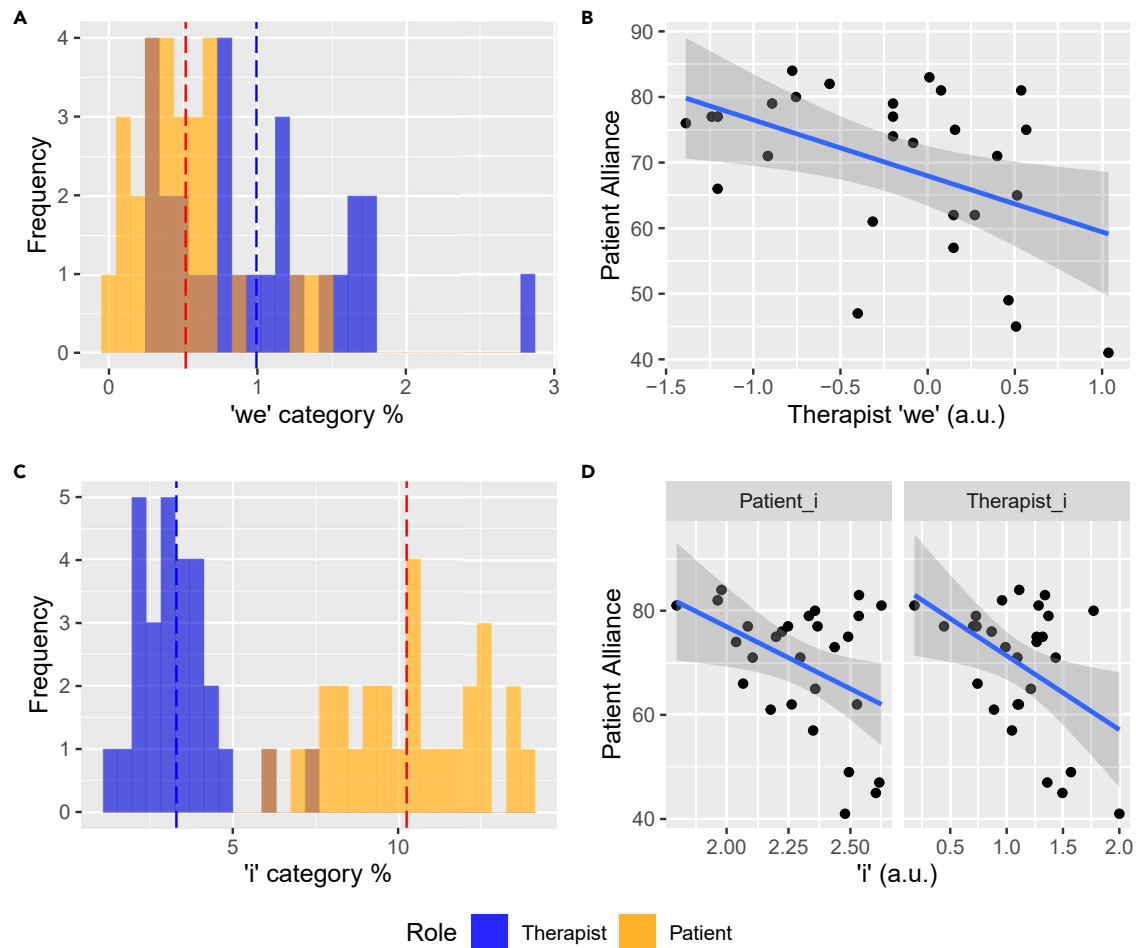 A
Frequency
4
3
2
1
0
0
1
2
3
'we' category %
B
Patient Alliance
90
80
70
60
50
40
−1.5
−1.0
−0.5
0.0
0.5
1.0
Therapist 'we' (a.u.)
C
Frequency
5
4
3
2
1
0
5
10
'i' category %
D
Patient_i
Therapist_i
Patient Alliance
80
60
40
2.00
2.25
2.50
0.5
1.0
1.5
2.0
'i' (a.u.)
Role
Therapist
Patient